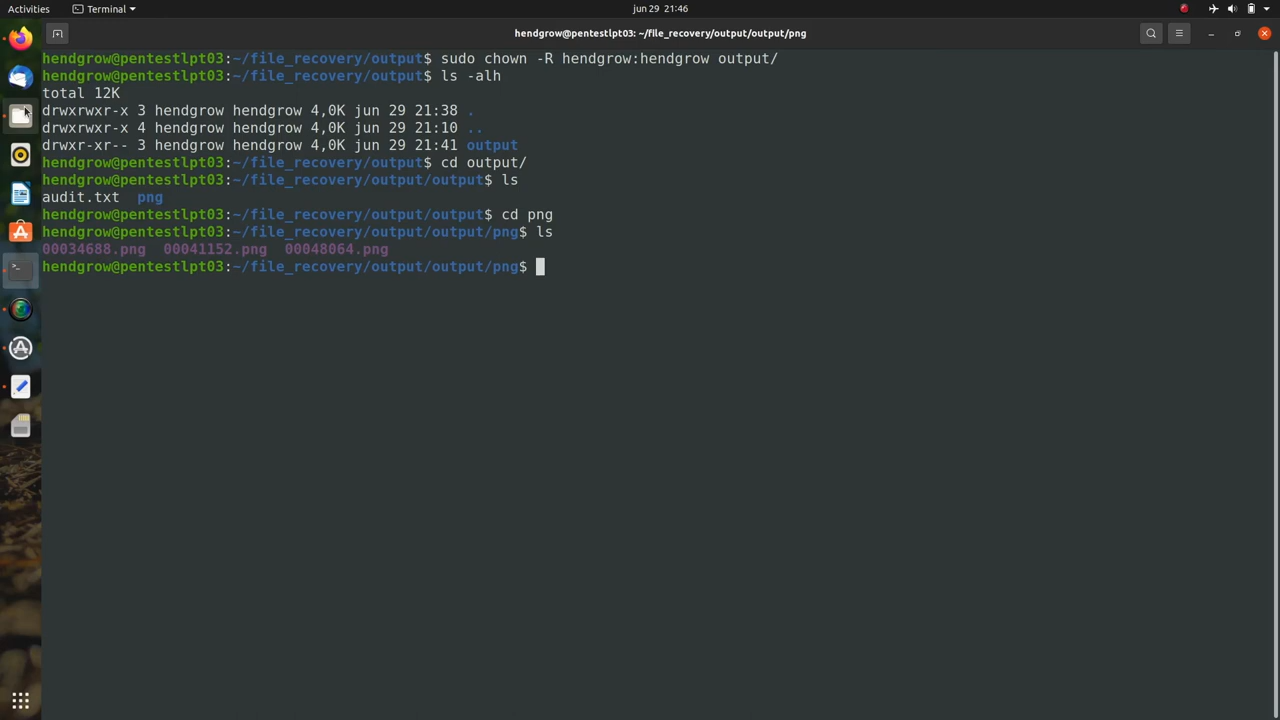 Activities Terminal jun 29 21:46
hendgrow@pentestlpt03: ~/file_recovery/output/output/png
hendgrow@pentestlpt03:~/file_recovery/output$ sudo chown -R hendgrow:hendgrow output/
hendgrow@pentestlpt03:~/file_recovery/output$ ls -alh
total 12K
drwxrwxr-x 3 hendgrow hendgrow 4,0K jun 29 21:38 .
drwxrwxr-x 4 hendgrow hendgrow 4,0K jun 29 21:10 ..
drwxr-xr-- 3 hendgrow hendgrow 4,0K jun 29 21:41 output
hendgrow@pentestlpt03:~/file_recovery/output$ cd output/
hendgrow@pentestlpt03:~/file_recovery/output/output$ ls
audit.txt  png
hendgrow@pentestlpt03:~/file_recovery/output/output$ cd png
hendgrow@pentestlpt03:~/file_recovery/output/output/png$ ls
00034688.png  00041152.png  00048064.png
hendgrow@pentestlpt03:~/file_recovery/output/output/png$